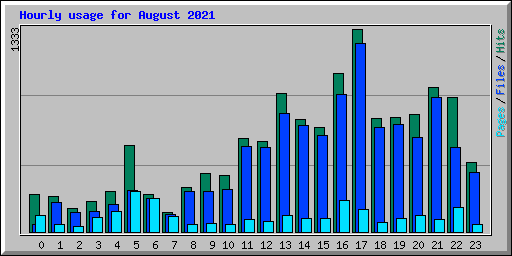 Hourly usage for August 2021
1333
Pages/Files/Hits
0 1 2 3 4 5 6 7 8 9 10 11 12 13 14 15 16 17 18 19 20 21 22 23